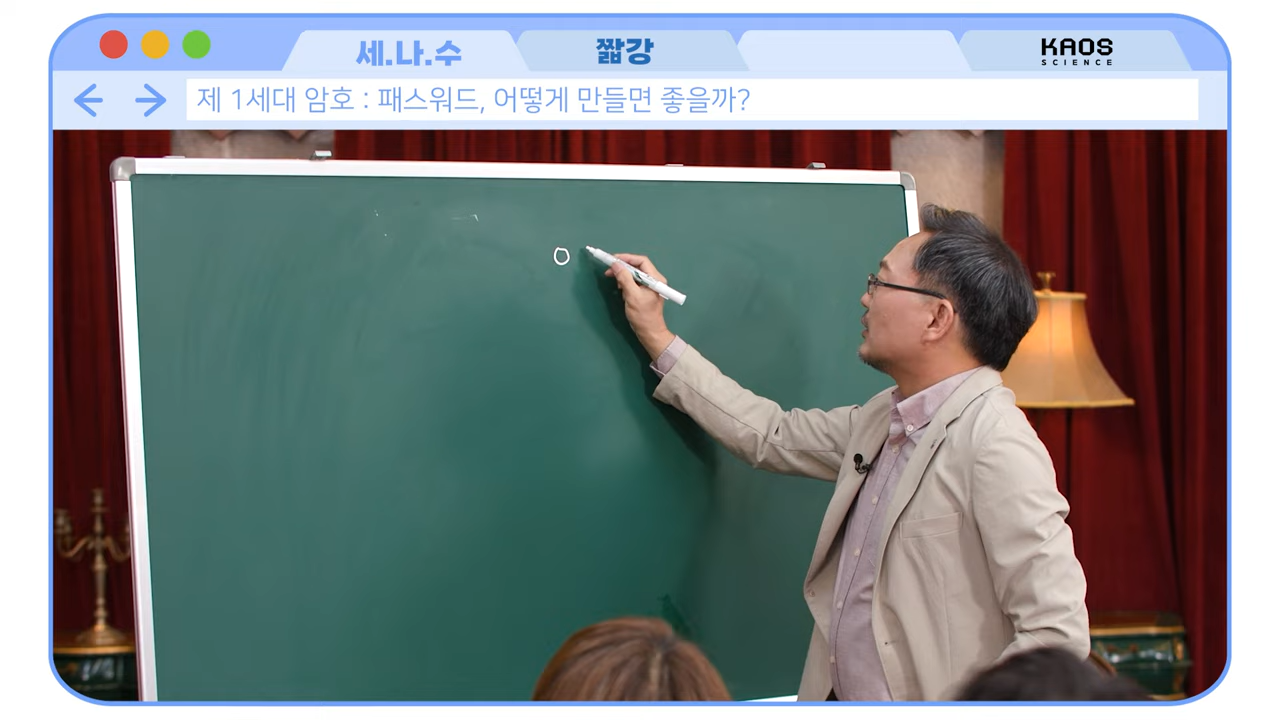 세.나.수
짧강
KAOS
SCIENCE
제 1세대 암호 : 패스워드, 어떻게 만들면 좋을까?